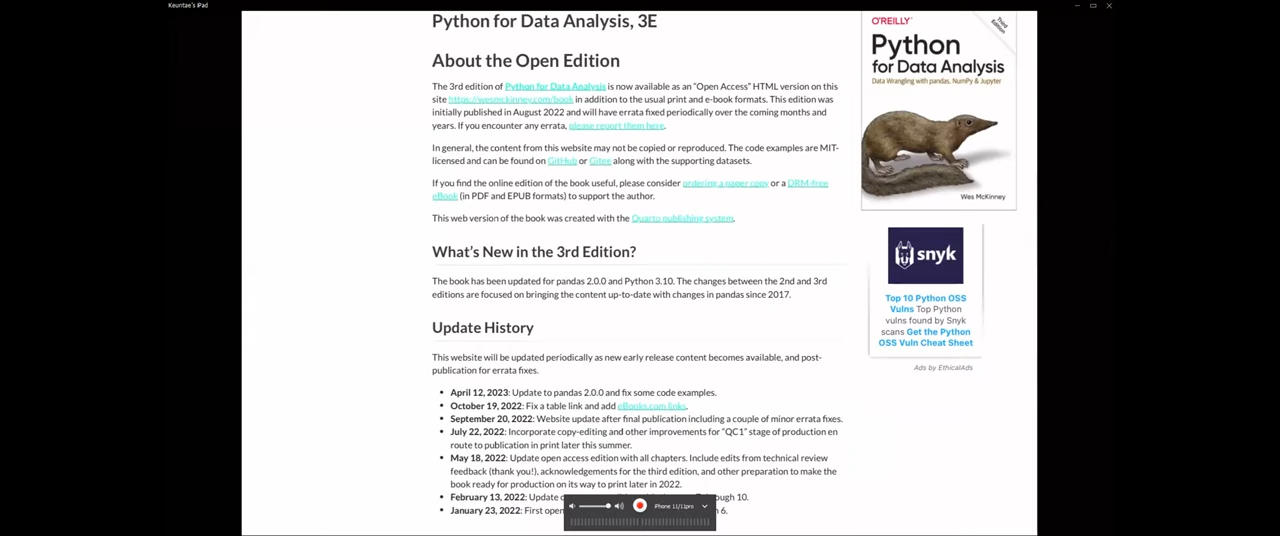 Keuntae's iPad
Python for Data Analysis, 3E
About the Open Edition
The 3rd edition of Python for Data Analysis is now available as an “Open Access” HTML version on this
site https://wesmckinney.com/book in addition to the usual print and e-book formats. This edition was
initially published in August 2022 and will have errata fixed periodically over the coming months and
years. If you encounter any errata, please report them here.
In general, the content from this website may not be copied or reproduced. The code examples are MIT-
licensed and can be found on GitHub or Gitee along with the supporting datasets.
If you find the online edition of the book useful, please consider ordering a paper copy or a DRM-free
eBook (in PDF and EPUB formats) to support the author.
This web version of the book was created with the Quarto publishing system.
What's New in the 3rd Edition?
The book has been updated for pandas 2.0.0 and Python 3.10. The changes between the 2nd and 3rd
editions are focused on bringing the content up-to-date with changes in pandas since 2017.
Update History
This website will be updated periodically as new early release content becomes available, and post-
publication for errata fixes.
• April 12, 2023: Update to pandas 2.0.0 and fix some code examples.
• October 19, 2022: Fix a table link and add eBooks.com links.
• September 20, 2022: Website update after final publication including a couple of minor errata fixes.
• July 22, 2022: Incorporate copy-editing and other improvements for “QC1” stage of production en
route to publication in print later this summer.
• May 18, 2022: Update open access edition with all chapters. Include edits from technical review
feedback (thank you!), acknowledgements for the third edition, and other preparation to make the
book ready for production on its way to print later in 2022.
• February 13, 2022: Update 10.
• January 23, 2022: First 6.
iPhone 11/11pro
O'REILLY®
Third
Edition
Python
for Data Analysis
Data Wrangling with pandas, NumPy & Jupyter
Wes McKinney
snyk
Top 10 Python OSS
Vulns Top Python
vulns found by Snyk
scans Get the Python
OSS Vuln Cheat Sheet
Ads by EthicalAds